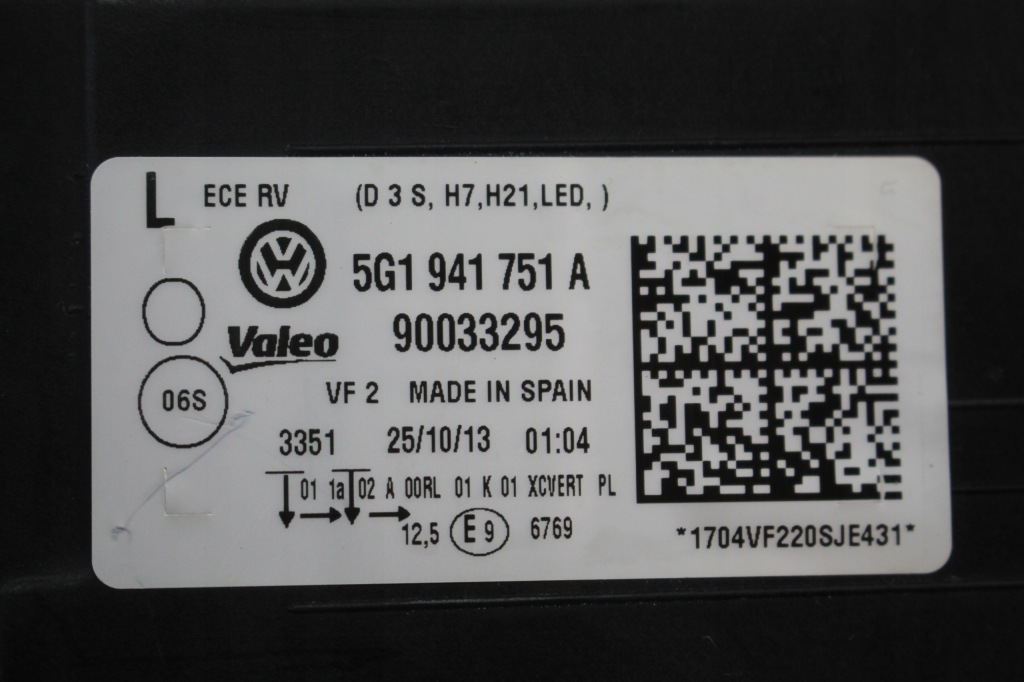 L ECE RV (D 3 S, H7,H21,LED, )
5G1 941 751 A
Valeo 90033295
06S
VF 2 MADE IN SPAIN
3351 25/10/13 01:04
01 1a 02 A 00RL 01 K 01 XCVERT PL
12,5 E 9 6769
*1704VF220SJE431*